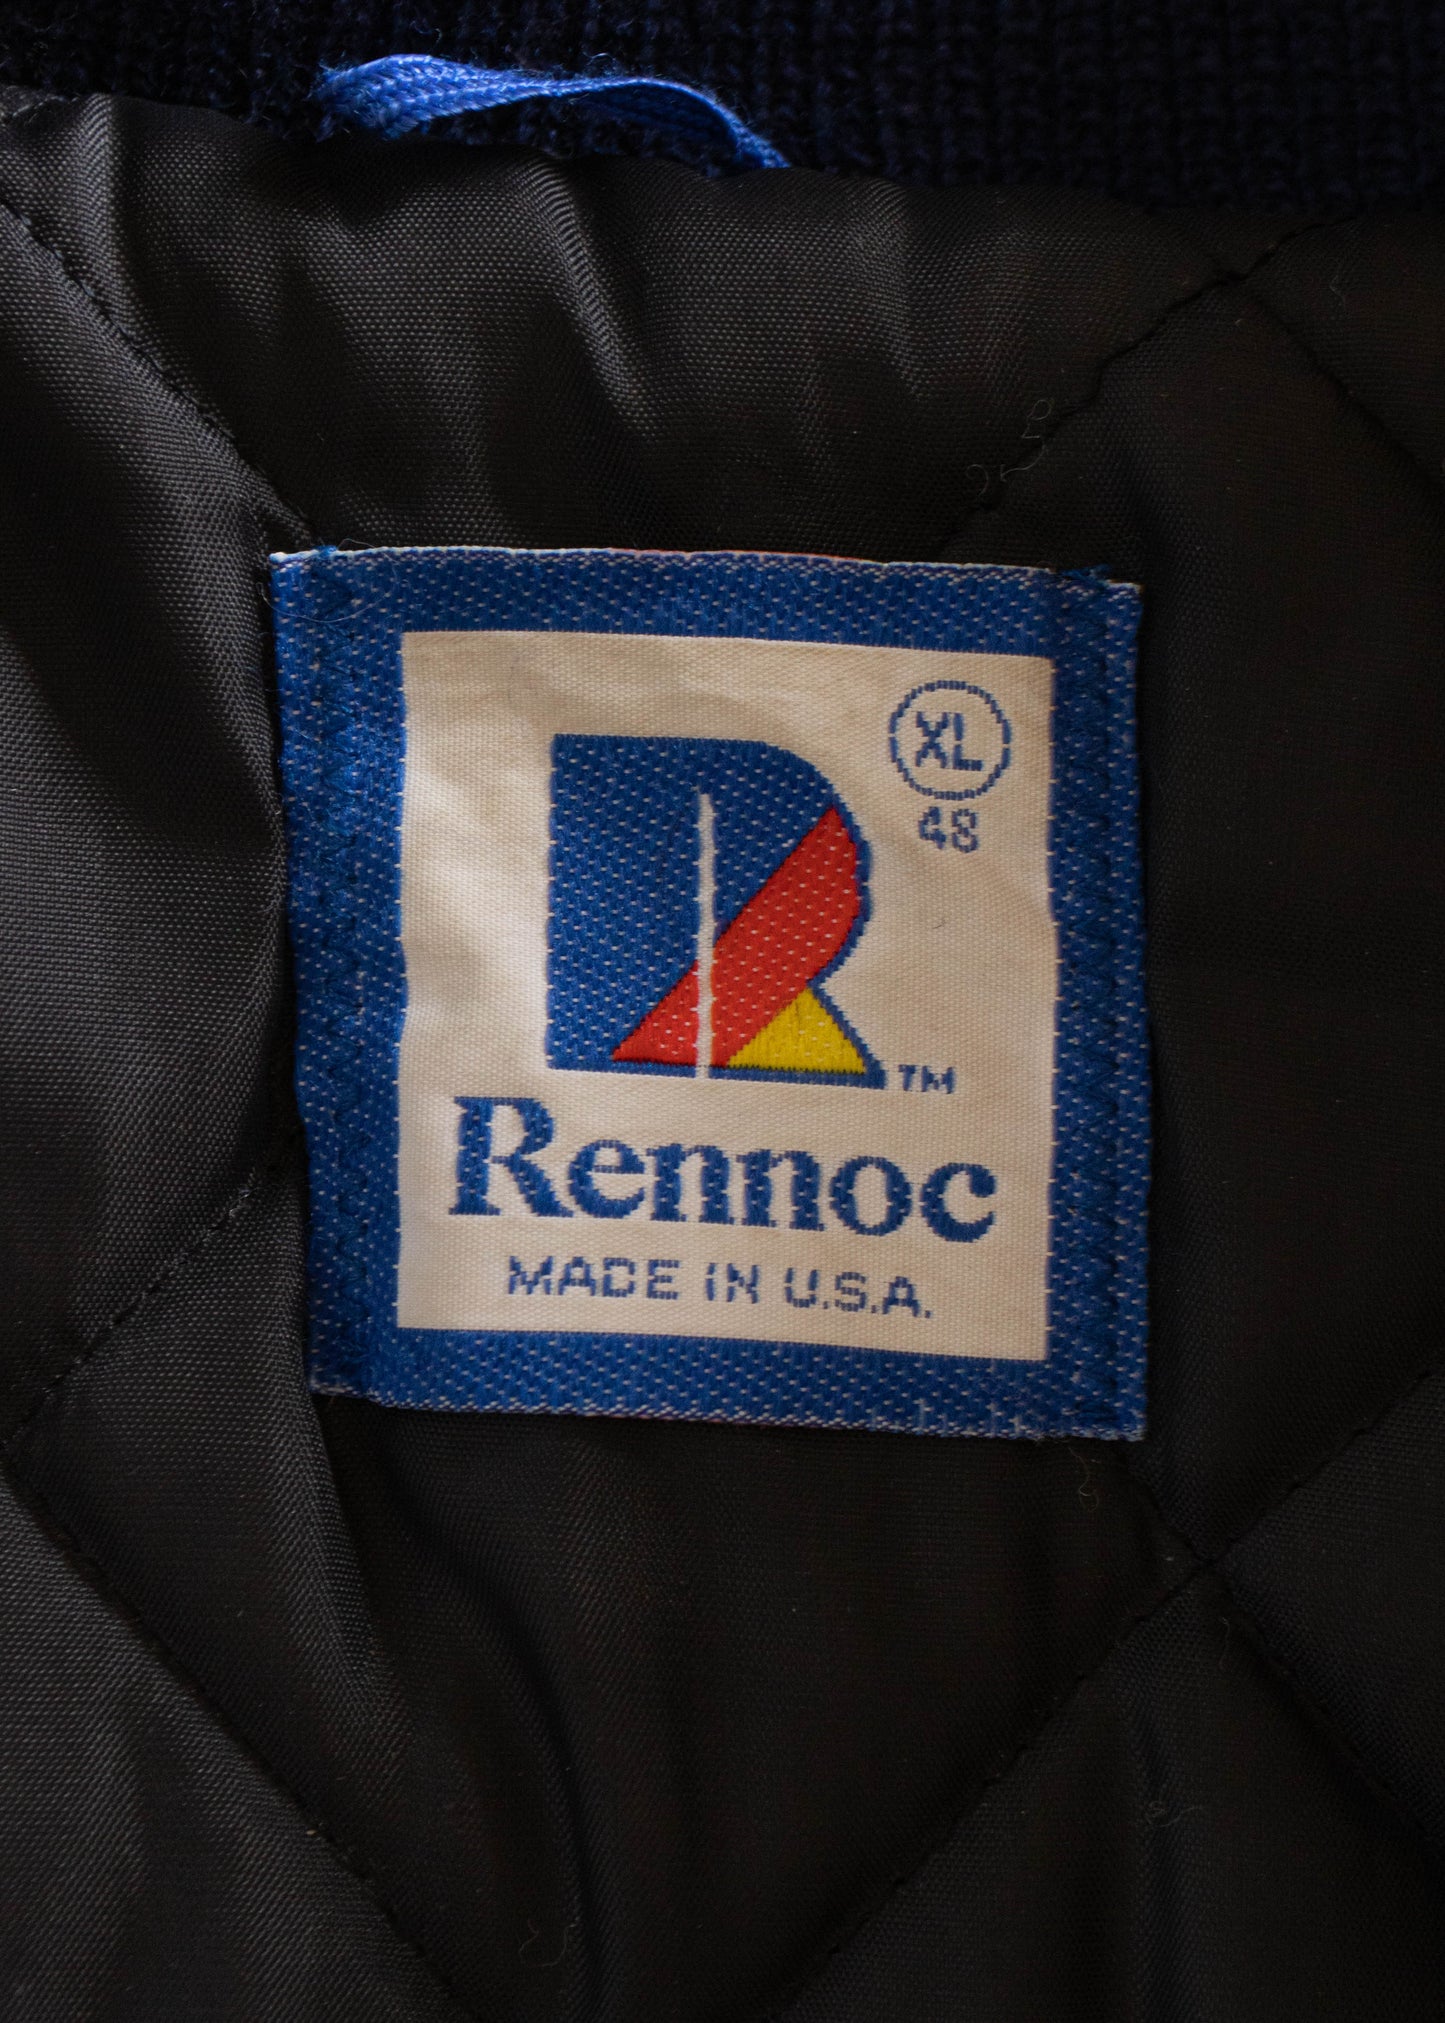 XL
48
R TM
Rennoc
MADE IN U.S.A.